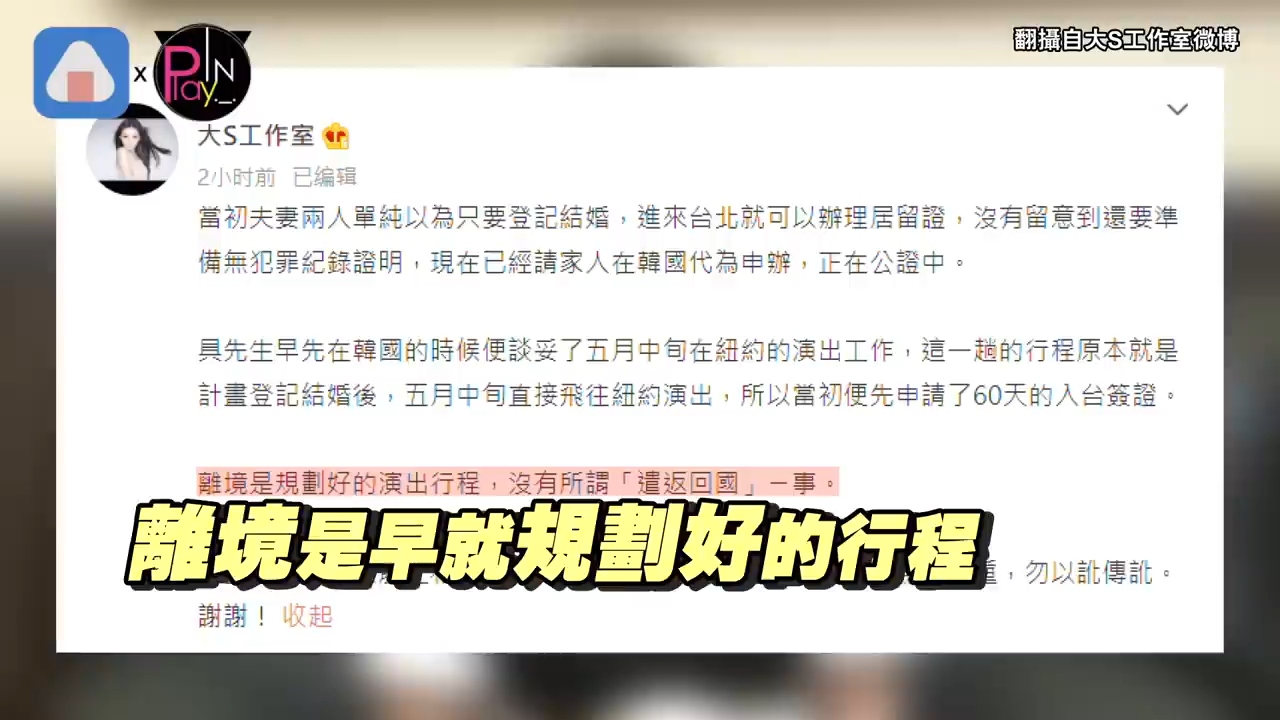 翻攝自大S工作室微博
x
PlayIN
大S工作室
2小时前 已编辑
當初夫妻兩人單純以為只要登記結婚，進來台北就可以辦理居留證，沒有留意到還要準
備無犯罪紀錄證明，現在已經請家人在韓國代為申辦，正在公證中。
具先生早先在韓國的時候便談妥了五月中旬在紐約的演出工作，這一趟的行程原本就是
計畫登記結婚後，五月中旬直接飛往紐約演出，所以當初便先申請了60天的入台簽證。
離境是規劃好的演出行程，沒有所謂「遣返回國」一事。
離境是早就規劃好的行程
，勿以訛傳訛。
謝謝！ 收起